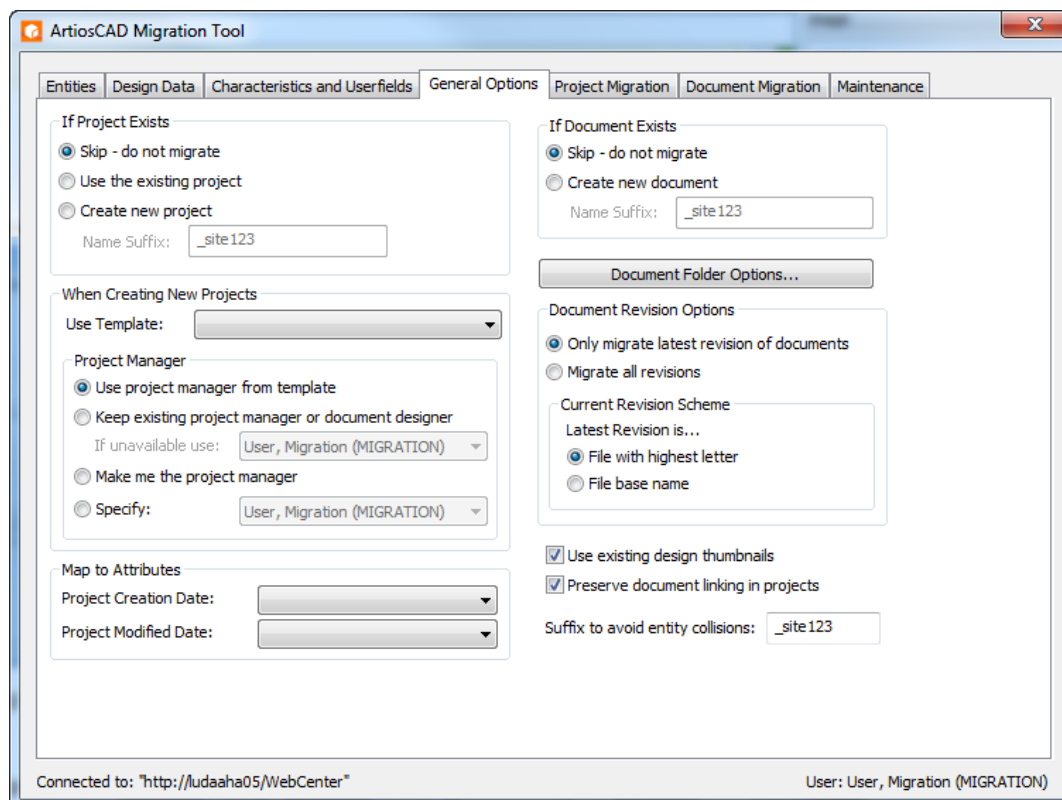 ArtiosCAD Migration Tool
Entities
Design Data
Characteristics and Userfields
General Options
Project Migration
Document Migration
Maintenance
If Project Exists
Skip - do not migrate
Use the existing project
Create new project
Name Suffix: _site123
When Creating New Projects
Use Template:
Project Manager
Use project manager from template
Keep existing project manager or document designer
If unavailable use: User, Migration (MIGRATION)
Make me the project manager
Specify: User, Migration (MIGRATION)
Map to Attributes
Project Creation Date:
Project Modified Date:
If Document Exists
Skip - do not migrate
Create new document
Name Suffix: _site123
Document Folder Options...
Document Revision Options
Only migrate latest revision of documents
Migrate all revisions
Current Revision Scheme
Latest Revision is...
File with highest letter
File base name
Use existing design thumbnails
Preserve document linking in projects
Suffix to avoid entity collisions: _site123
Connected to: "http://ludaaha05/WebCenter"
User: User, Migration (MIGRATION)